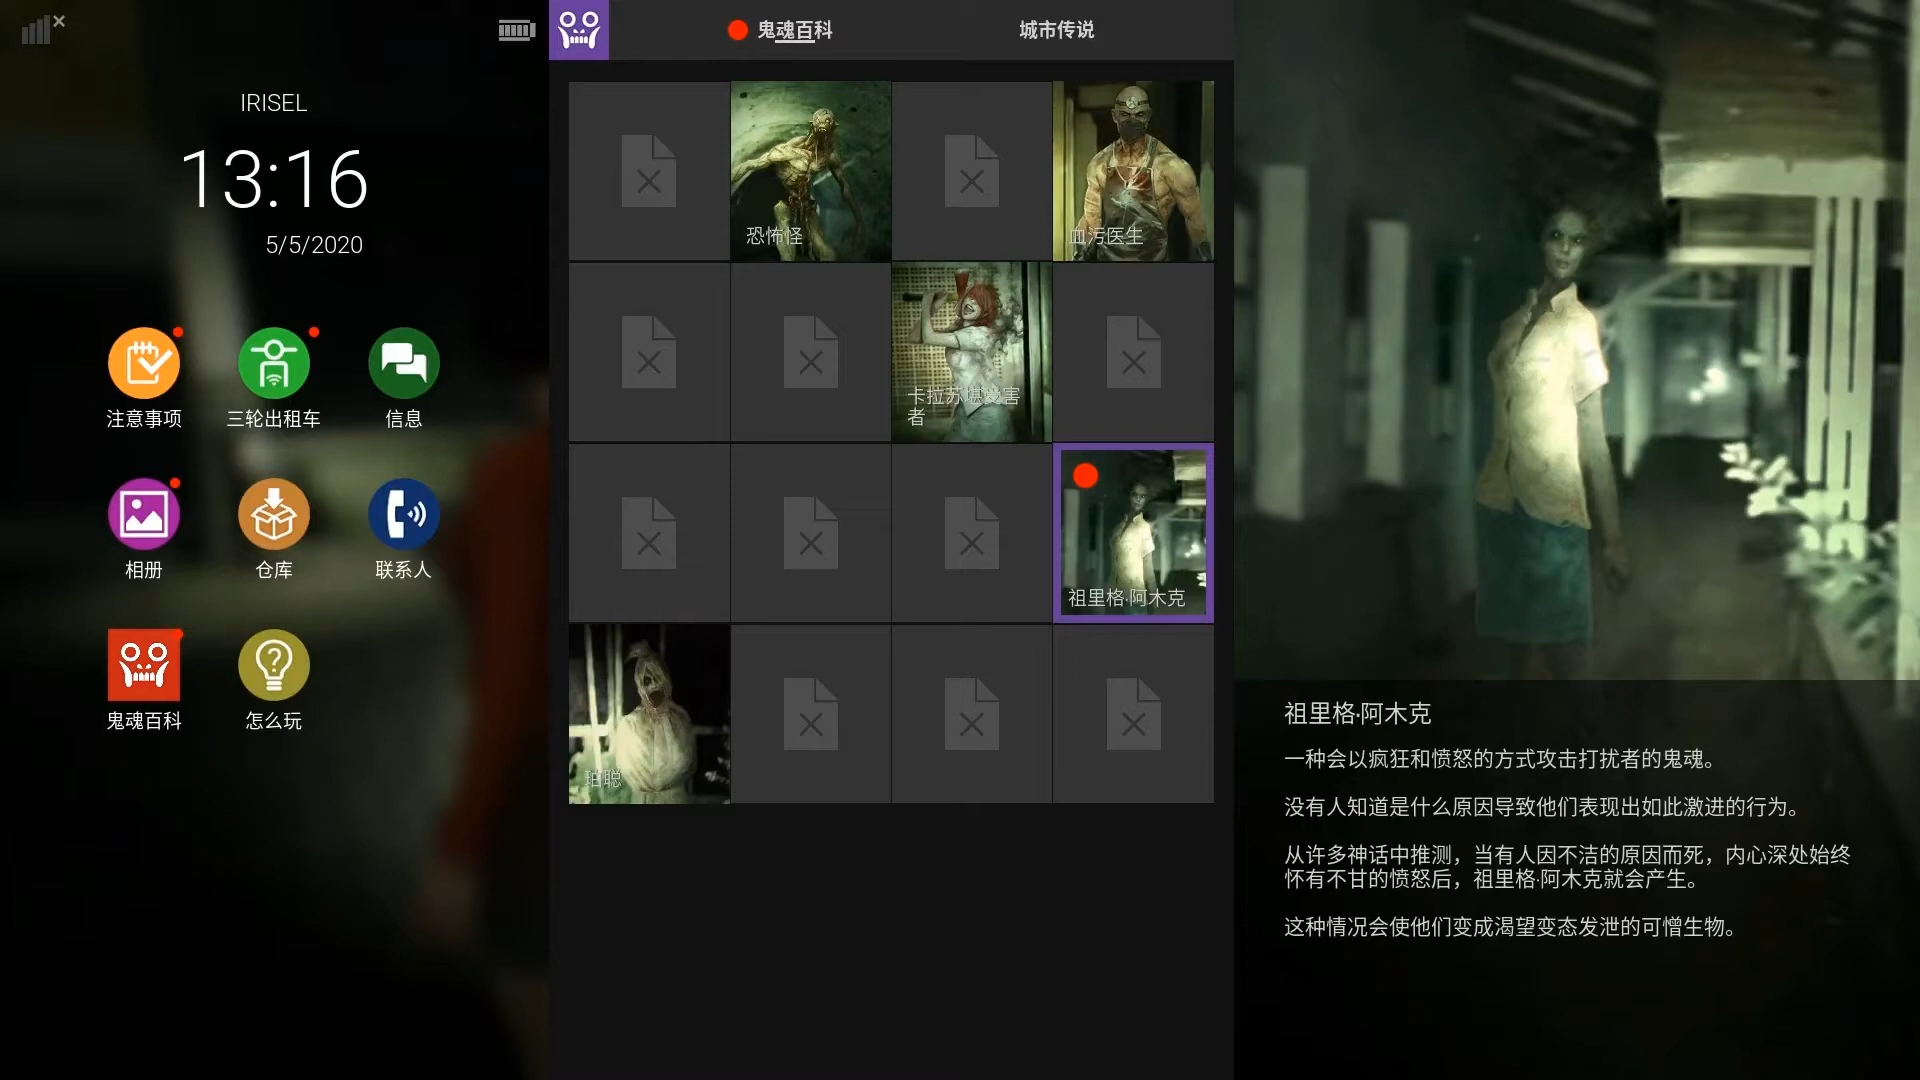 IRISEL
13:16
5/5/2020
注意事项
三轮出租车
信息
相册
仓库
联系人
鬼魂百科
怎么玩
鬼魂百科
城市传说
恐怖怪
血污医生
卡拉苏堪受害
者
祖里格·阿木克
珀聪
祖里格·阿木克
一种会以疯狂和愤怒的方式攻击打扰者的鬼魂。
没有人知道是什么原因导致他们表现出如此激进的行为。
从许多神话中推测，当有人因不洁的原因而死，内心深处始终
怀有不甘的愤怒后，祖里格·阿木克就会产生。
这种情况会使他们变成渴望变态发泄的可憎生物。